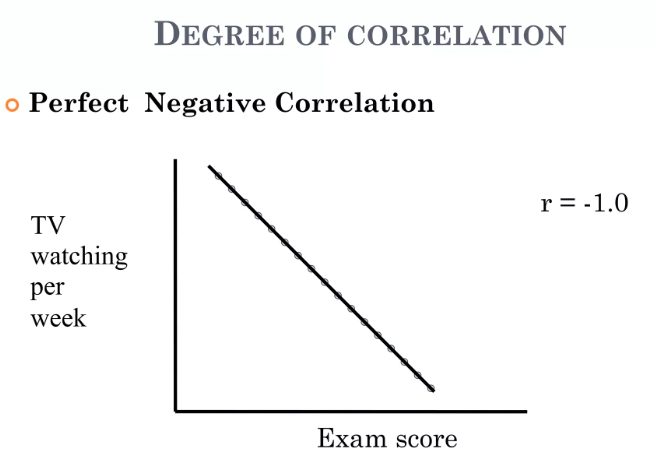 DEGREE OF CORRELATION
Perfect Negative Correlation
r = -1.0
TV
watching
per
week
Exam score